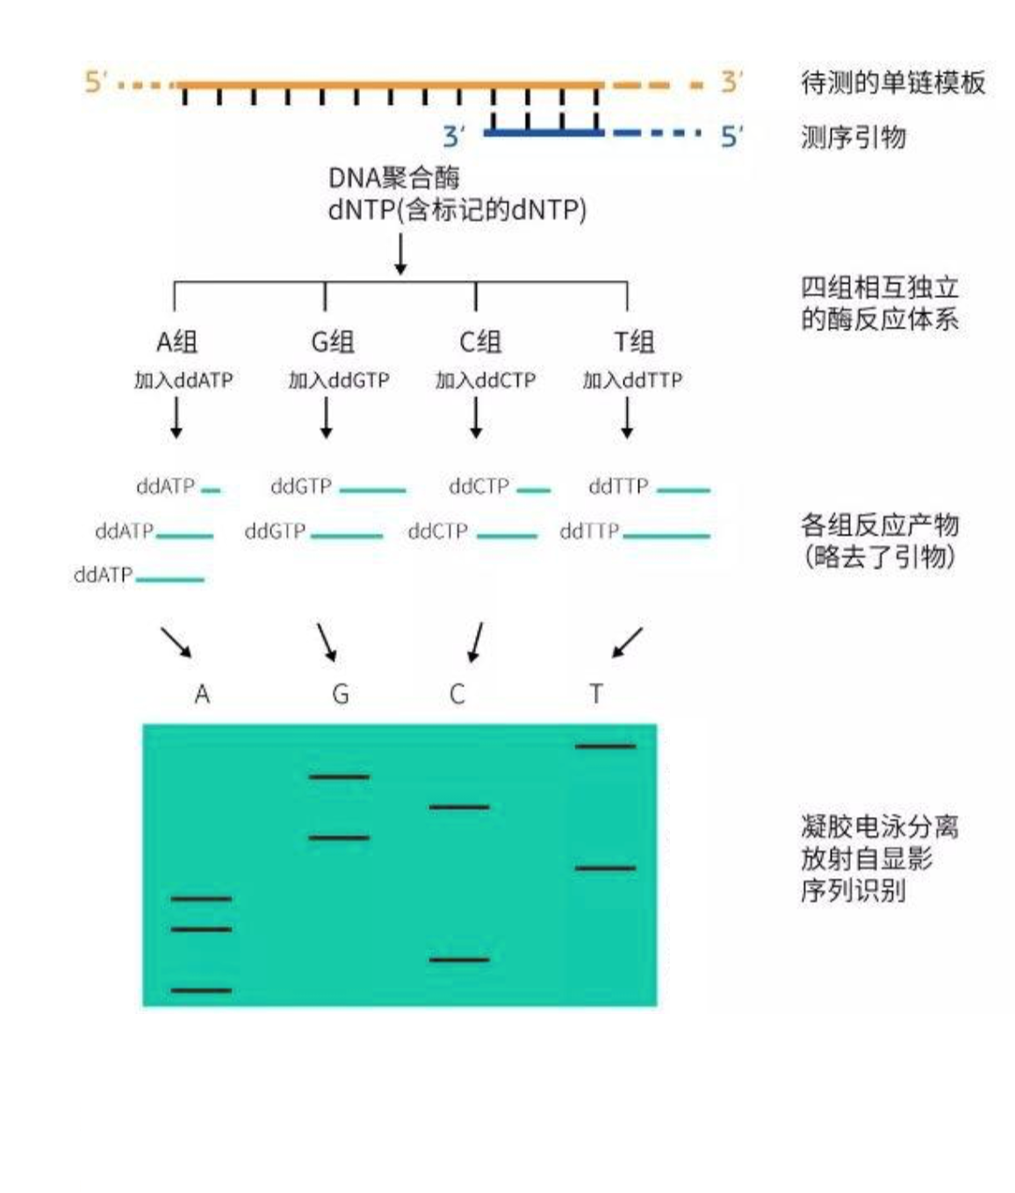 5′ 3′ 待测的单链模板
3′ 5′ 测序引物
DNA聚合酶
dNTP(含标记的dNTP)
四组相互独立
的酶反应体系
A组 G组 C组 T组
加入ddATP 加入ddGTP 加入ddCTP 加入ddTTP
ddATP ddGTP ddCTP ddTTP
ddATP ddGTP ddCTP ddTTP
ddATP
各组反应产物
(略去了引物)
A G C T
凝胶电泳分离
放射自显影
序列识别